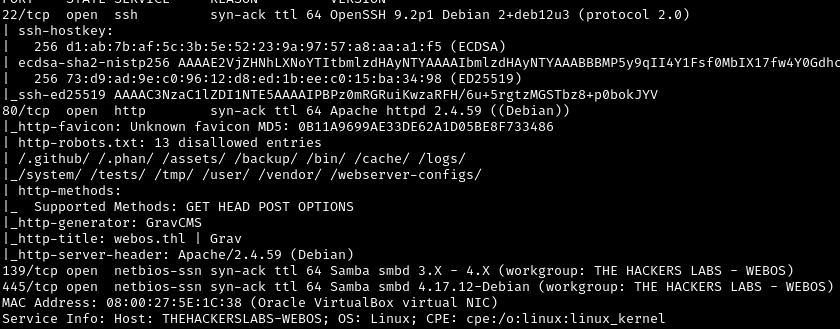 PORT STATE SERVICE REASON VERSION
22/tcp open ssh syn-ack ttl 64 OpenSSH 9.2p1 Debian 2+deb12u3 (protocol 2.0)
| ssh-hostkey:
| 256 d1:ab:7b:af:5c:3b:5e:52:23:9a:97:57:a8:aa:a1:f5 (ECDSA)
| ecdsa-sha2-nistp256 AAAAE2VjZHNhLXNoYTItbmlzdHAyNTYAAAAIbmlzdHAyNTYAAABBBMP5y9qII4Y1Fsf0MbIX17fw4Y0Gdhc
| 256 73:d9:ad:9e:c0:96:12:d8:ed:1b:ee:c0:15:ba:34:98 (ED25519)
|_ssh-ed25519 AAAAC3NzaC1lZDI1NTE5AAAAIPBPz0mRGRuiKwzaRFH/6u+5rgtzMGSTbz8+p0bokJYV
80/tcp open http syn-ack ttl 64 Apache httpd 2.4.59 ((Debian))
|_http-favicon: Unknown favicon MD5: 0B11A9699AE33DE62A1D05BE8F733486
| http-robots.txt: 13 disallowed entries
| /.github/ /.phan/ /assets/ /backup/ /bin/ /cache/ /logs/
|_/system/ /tests/ /tmp/ /user/ /vendor/ /webserver-configs/
| http-methods:
|_ Supported Methods: GET HEAD POST OPTIONS
|_http-generator: GravCMS
|_http-title: webos.thl | Grav
|_http-server-header: Apache/2.4.59 (Debian)
139/tcp open netbios-ssn syn-ack ttl 64 Samba smbd 3.X - 4.X (workgroup: THE HACKERS LABS - WEBOS)
445/tcp open netbios-ssn syn-ack ttl 64 Samba smbd 4.17.12-Debian (workgroup: THE HACKERS LABS - WEBOS)
MAC Address: 08:00:27:5E:1C:38 (Oracle VirtualBox virtual NIC)
Service Info: Host: THEHACKERSLABS-WEBOS; OS: Linux; CPE: cpe:/o:linux:linux_kernel